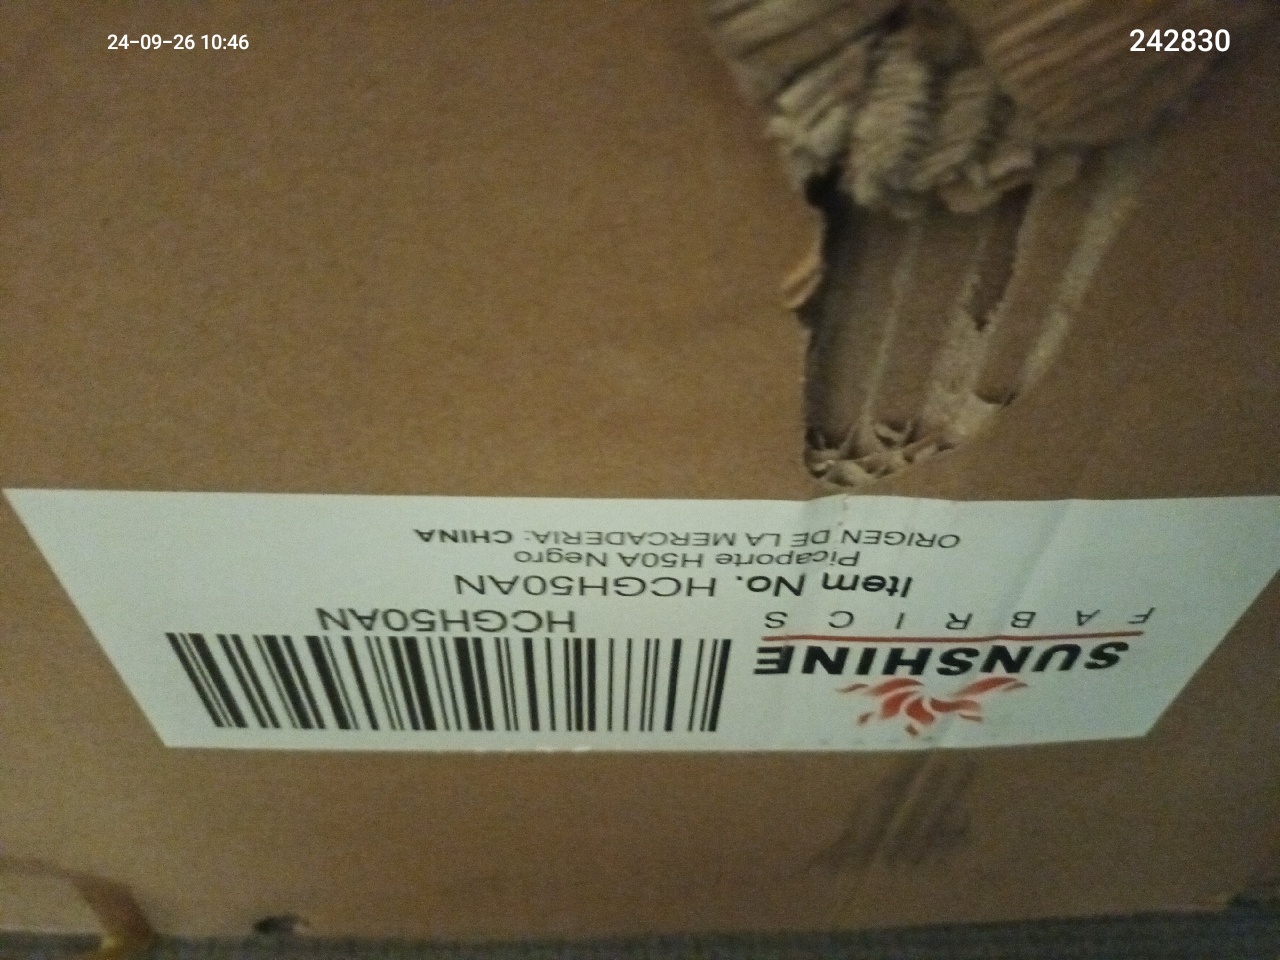 24-09-26 10:46
242830
SUNSHINE
FABRICS
HCGH50AN
Item No. HCGH50AN
Picaporte H50A Negro
ORIGEN DE LA MERCADERIA: CHINA